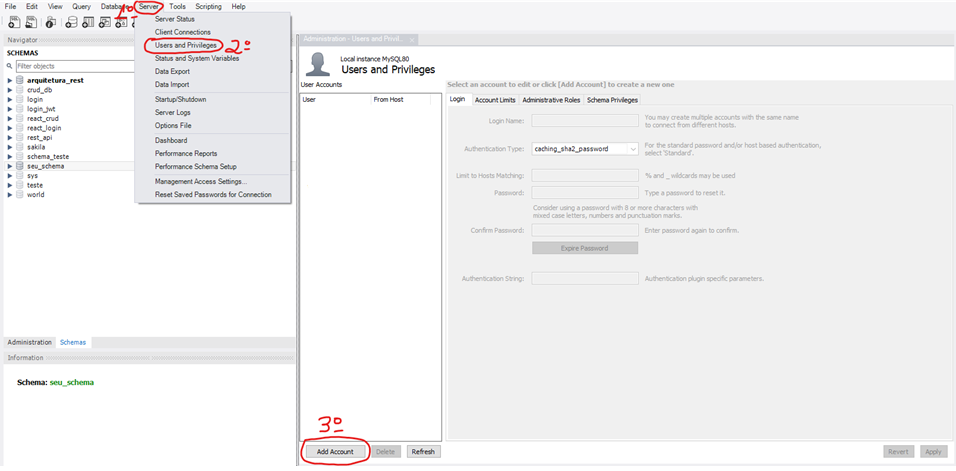 File Edit View Query Database Server Tools Scripting Help
1º
Navigator
SCHEMAS
Filter objects
arquitetura_rest
crud_db
login
login_jwt
react_crud
react_login
rest_api
sakila
schema_teste
seu_schema
sys
teste
world
Administration Schemas
Information
Schema: seu_schema
Server Status
Client Connections
Users and Privileges 2º
Status and System Variables
Data Export
Data Import
Startup/Shutdown
Server Logs
Options File
Dashboard
Performance Reports
Performance Schema Setup
Management Access Settings...
Reset Saved Passwords for Connection
Administration - Users and Privil...
Local instance MySQL80
Users and Privileges
User Accounts
User From Host
3º
Add Account Delete Refresh
Select an account to edit or click [Add Account] to create a new one
Login Account Limits Administrative Roles Schema Privileges
Login Name: You may create multiple accounts with the same name
to connect from different hosts.
Authentication Type: caching_sha2_password For the standard password and/or host based authentication,
select 'Standard'.
Limit to Hosts Matching: % and _ wildcards may be used
Password: Type a password to reset it.
Consider using a password with 8 or more characters with
mixed case letters, numbers and punctuation marks.
Confirm Password: Enter password again to confirm.
Expire Password
Authentication String: Authentication plugin specific parameters.
Revert Apply